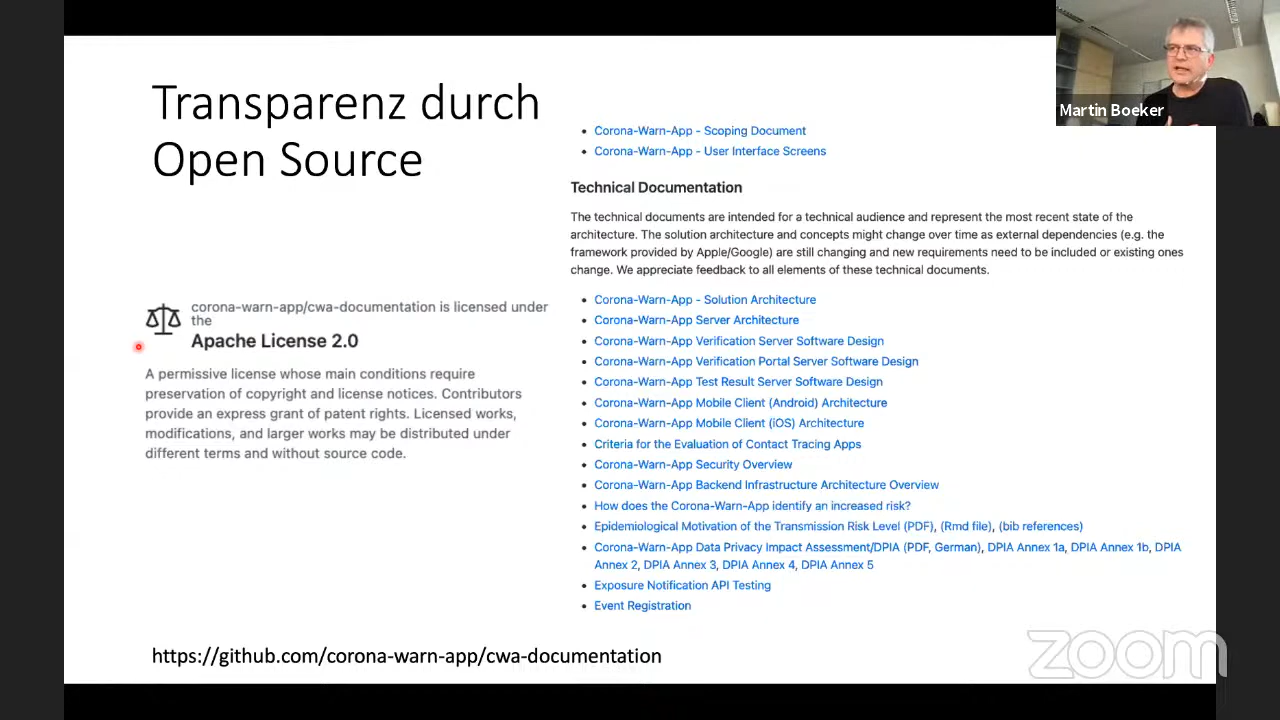 Transparenz durch
Open Source
Martin Boeker
Corona-Warn-App - Scoping Document
Corona-Warn-App - User Interface Screens
Technical Documentation
The technical documents are intended for a technical audience and represent the most recent state of the
architecture. The solution architecture and concepts might change over time as external dependencies (e.g. the
framework provided by Apple/Google) are still changing and new requirements need to be included or existing ones
change. We appreciate feedback to all elements of these technical documents.
Corona-Warn-App - Solution Architecture
Corona-Warn-App Server Architecture
Corona-Warn-App Verification Server Software Design
Corona-Warn-App Verification Portal Server Software Design
Corona-Warn-App Test Result Server Software Design
Corona-Warn-App Mobile Client (Android) Architecture
Corona-Warn-App Mobile Client (iOS) Architecture
Criteria for the Evaluation of Contact Tracing Apps
Corona-Warn-App Security Overview
Corona-Warn-App Backend Infrastructure Architecture Overview
How does the Corona-Warn-App identify an increased risk?
Epidemiological Motivation of the Transmission Risk Level (PDF), (Rmd file), (bib references)
Corona-Warn-App Data Privacy Impact Assessment/DPIA (PDF, German), DPIA Annex 1a, DPIA Annex 1b, DPIA
Annex 2, DPIA Annex 3, DPIA Annex 4, DPIA Annex 5
Exposure Notification API Testing
Event Registration
corona-warn-app/cwa-documentation is licensed under
the
Apache License 2.0
A permissive license whose main conditions require
preservation of copyright and license notices. Contributors
provide an express grant of patent rights. Licensed works,
modifications, and larger works may be distributed under
different terms and without source code.
https://github.com/corona-warn-app/cwa-documentation
zoom